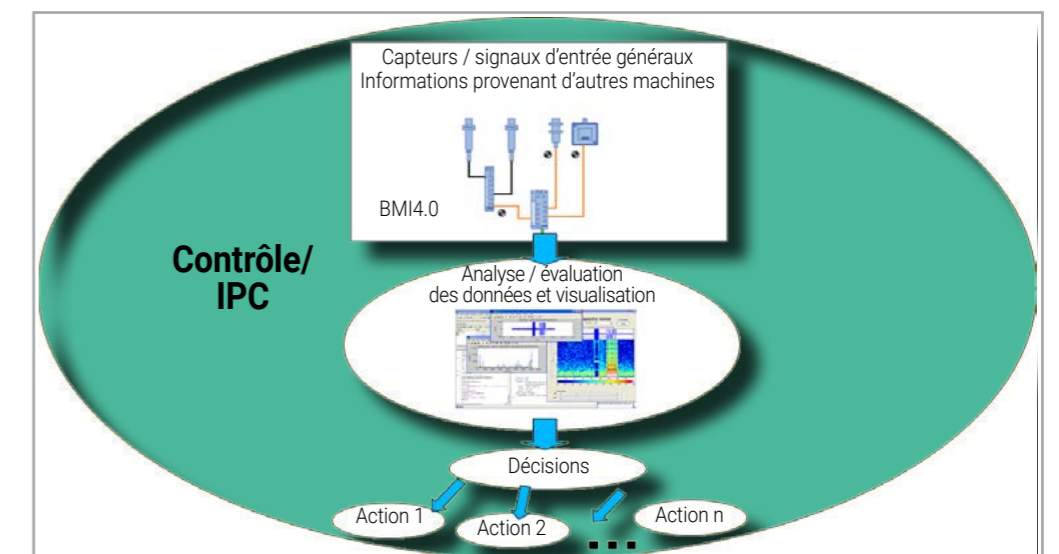 Capteurs / signaux d'entrée généraux
Informations provenant d'autres machines
BMI4.0
Contrôle/
IPC
Analyse / évaluation
des données et visualisation
Décisions
Action 1
Action 2
...
Action n